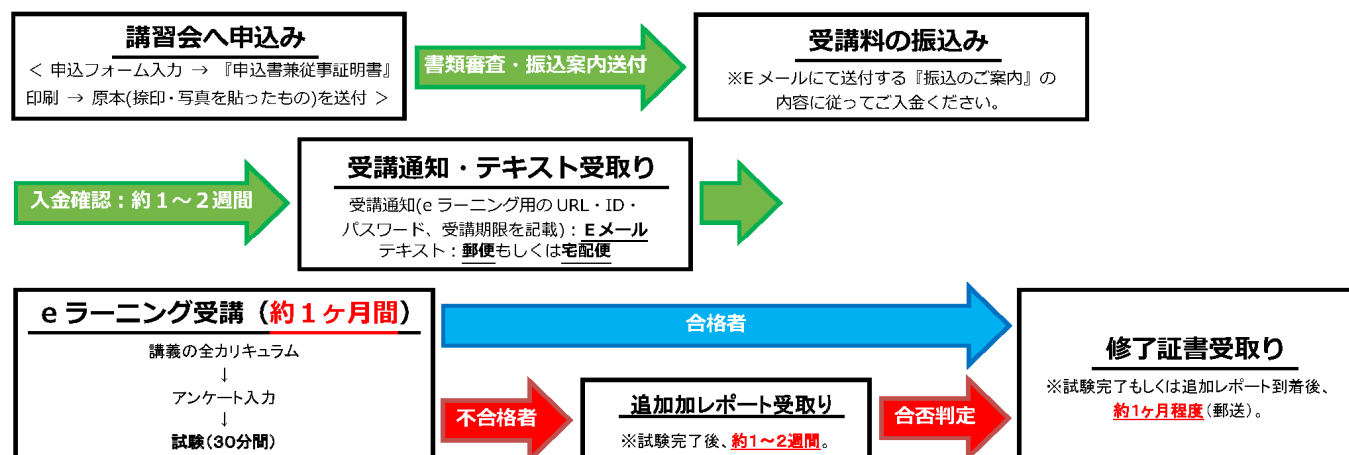 講習会へ申込み
< 申込フォーム入力 → 『申込書兼従事証明書』
印刷 → 原本(捺印・写真を貼ったもの)を送付 >
書類審査・振込案内送付
受講料の振込み
※Eメールにて送付する『振込のご案内』の
内容に従ってご入金ください。
入金確認：約１～２週間
受講通知・テキスト受取り
受講通知(eラーニング用のURL・ID・
パスワード、受講期限を記載)：Eメール
テキスト：郵便もしくは宅配便
eラーニング受講（約１ヶ月間）
講義の全カリキュラム
↓
アンケート入力
↓
試験(30分間)
合格者
不合格者
追加加レポート受取り
※試験完了後、約1～2週間。
合否判定
修了証書受取り
※試験完了もしくは追加レポート到着後、
約1ヶ月程度(郵送)。